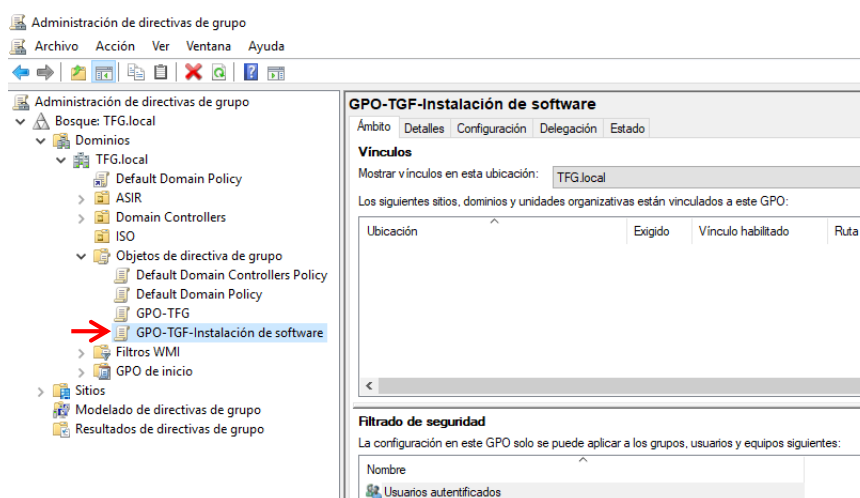 Administración de directivas de grupo
Archivo Acción Ver Ventana Ayuda
Administración de directivas de grupo
Bosque: TFG.local
Dominios
TFG.local
Default Domain Policy
ASIR
Domain Controllers
ISO
Objetos de directiva de grupo
Default Domain Controllers Policy
Default Domain Policy
GPO-TFG
GPO-TGF-Instalación de software
Filtros WMI
GPO de inicio
Sitios
Modelado de directivas de grupo
Resultados de directivas de grupo
GPO-TGF-Instalación de software
Ámbito Detalles Configuración Delegación Estado
Vínculos
Mostrar vínculos en esta ubicación: TFG.local
Los siguientes sitios, dominios y unidades organizativas están vinculados a este GPO:
Ubicación Exigido Vínculo habilitado Ruta
Filtrado de seguridad
La configuración en este GPO solo se puede aplicar a los grupos, usuarios y equipos siguientes:
Nombre
Usuarios autentificados